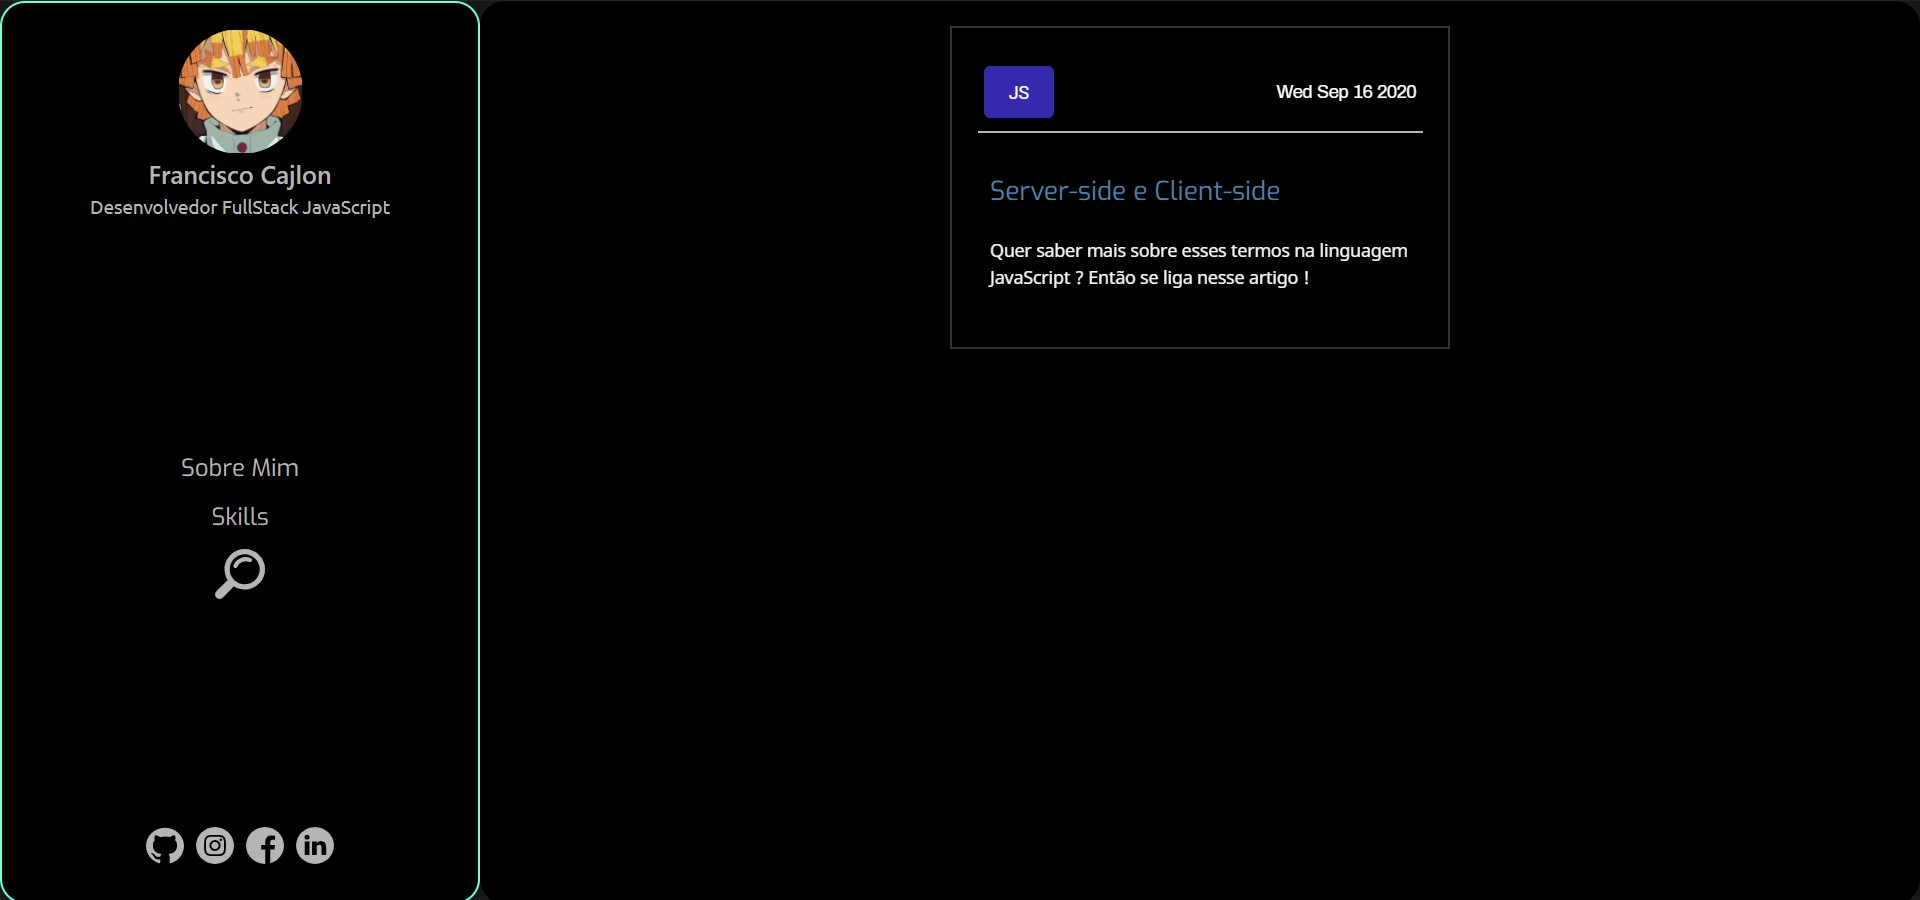 Francisco Cajlon
Desenvolvedor FullStack JavaScript
Sobre Mim
Skills
JS
Wed Sep 16 2020
Server-side e Client-side
Quer saber mais sobre esses termos na linguagem
JavaScript ? Então se liga nesse artigo !